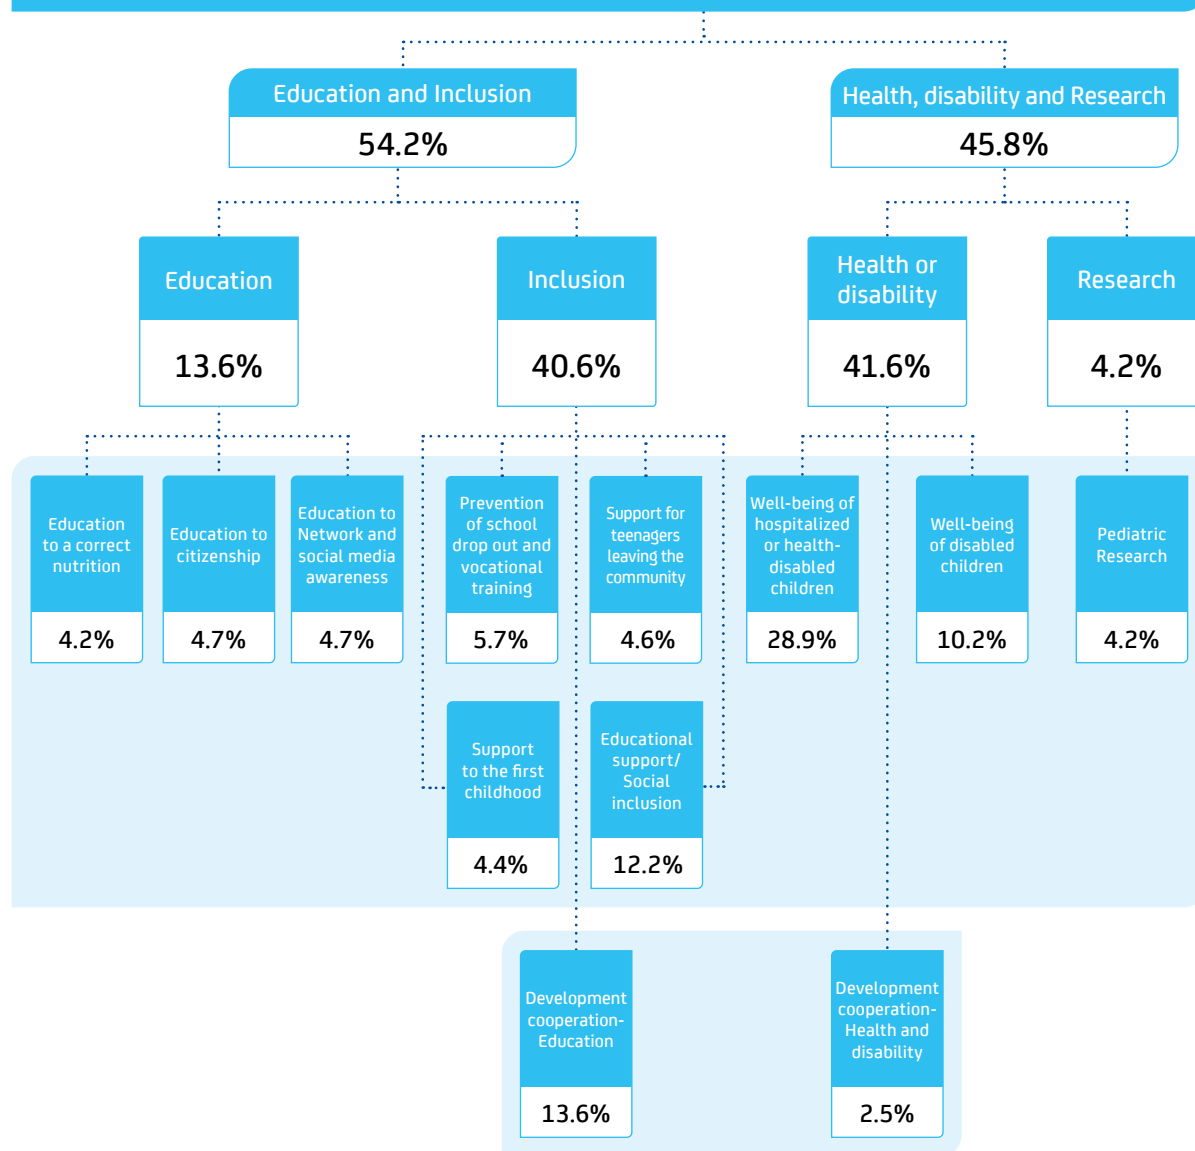 Education and Inclusion
54.2%
Health, disability and Research
45.8%
Education
13.6%
Inclusion
40.6%
Health or
disability
41.6%
Research
4.2%
Education
to a correct
nutrition
4.2%
Education to
citizenship
4.7%
Education to
Network and
social media
awareness
4.7%
Prevention
of school
drop out and
vocational
training
5.7%
Support for
teenagers
leaving the
community
4.6%
Well-being of
hospitalized
or health-
disabled
children
28.9%
Well-being
of disabled
children
10.2%
Pediatric
Research
4.2%
Support
to the first
childhood
4.4%
Educational
support/
Social
inclusion
12.2%
Development
cooperation-
Education
13.6%
Development
cooperation-
Health and
disability
2.5%